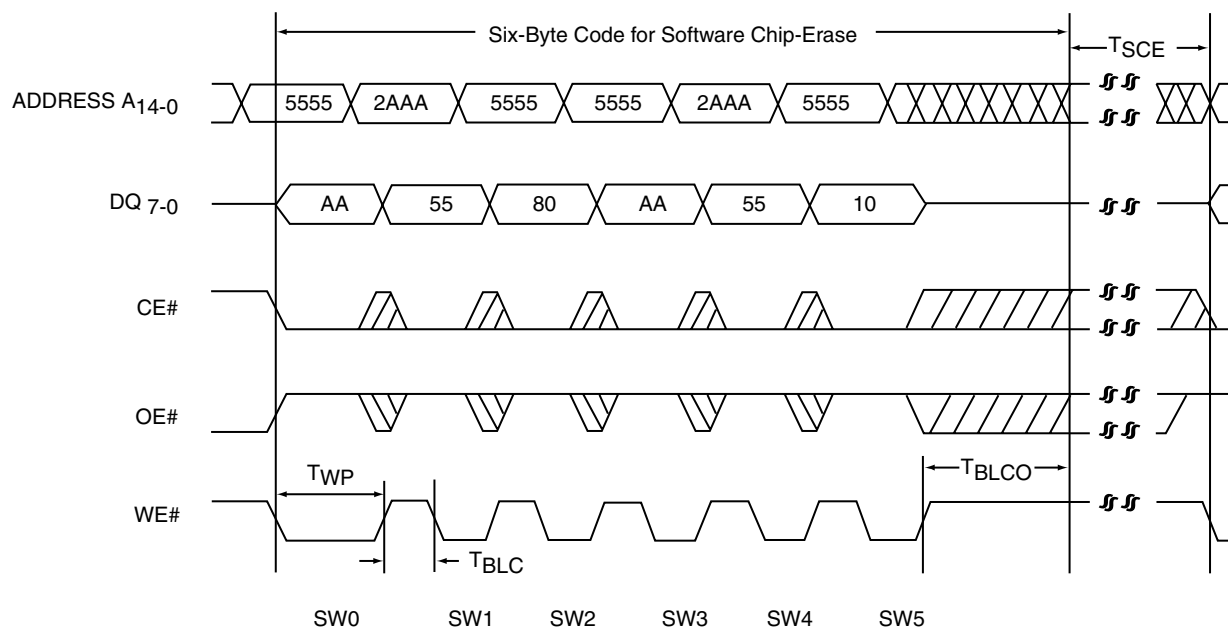 Six-Byte Code for Software Chip-Erase
TSCE
ADDRESS A14-0
5555 2AAA 5555 5555 2AAA 5555
DQ 7-0
AA 55 80 AA 55 10
CE#
OE#
TWP
TBLCO
WE#
TBLC
SW0 SW1 SW2 SW3 SW4 SW5